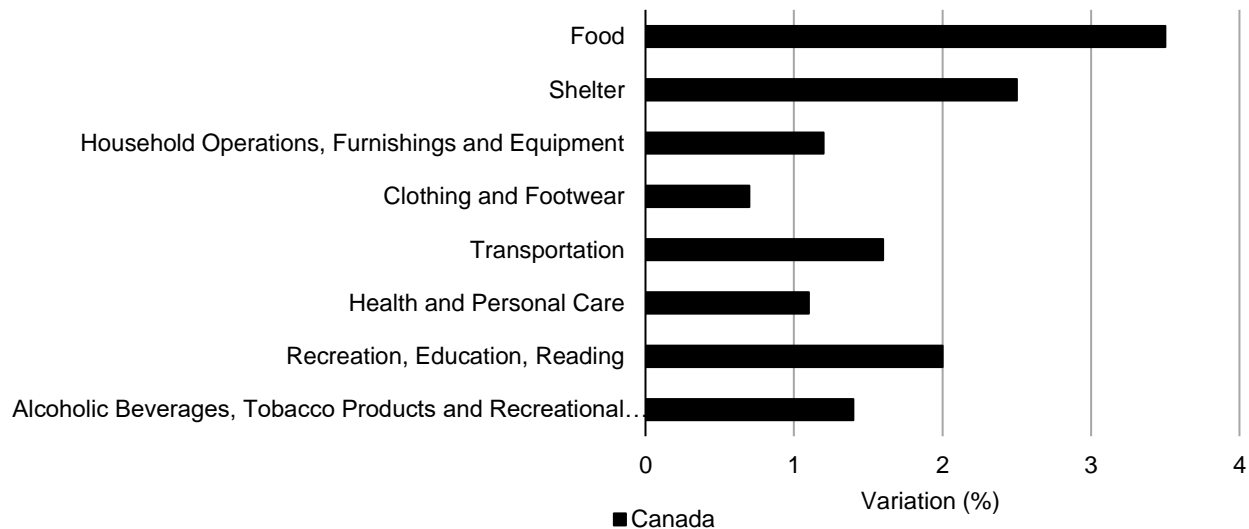 Food
Shelter
Household Operations, Furnishings and Equipment
Clothing and Footwear
Transportation
Health and Personal Care
Recreation, Education, Reading
Alcoholic Beverages, Tobacco Products and Recreational…
0 1 2 3 4
Variation (%)
Canada